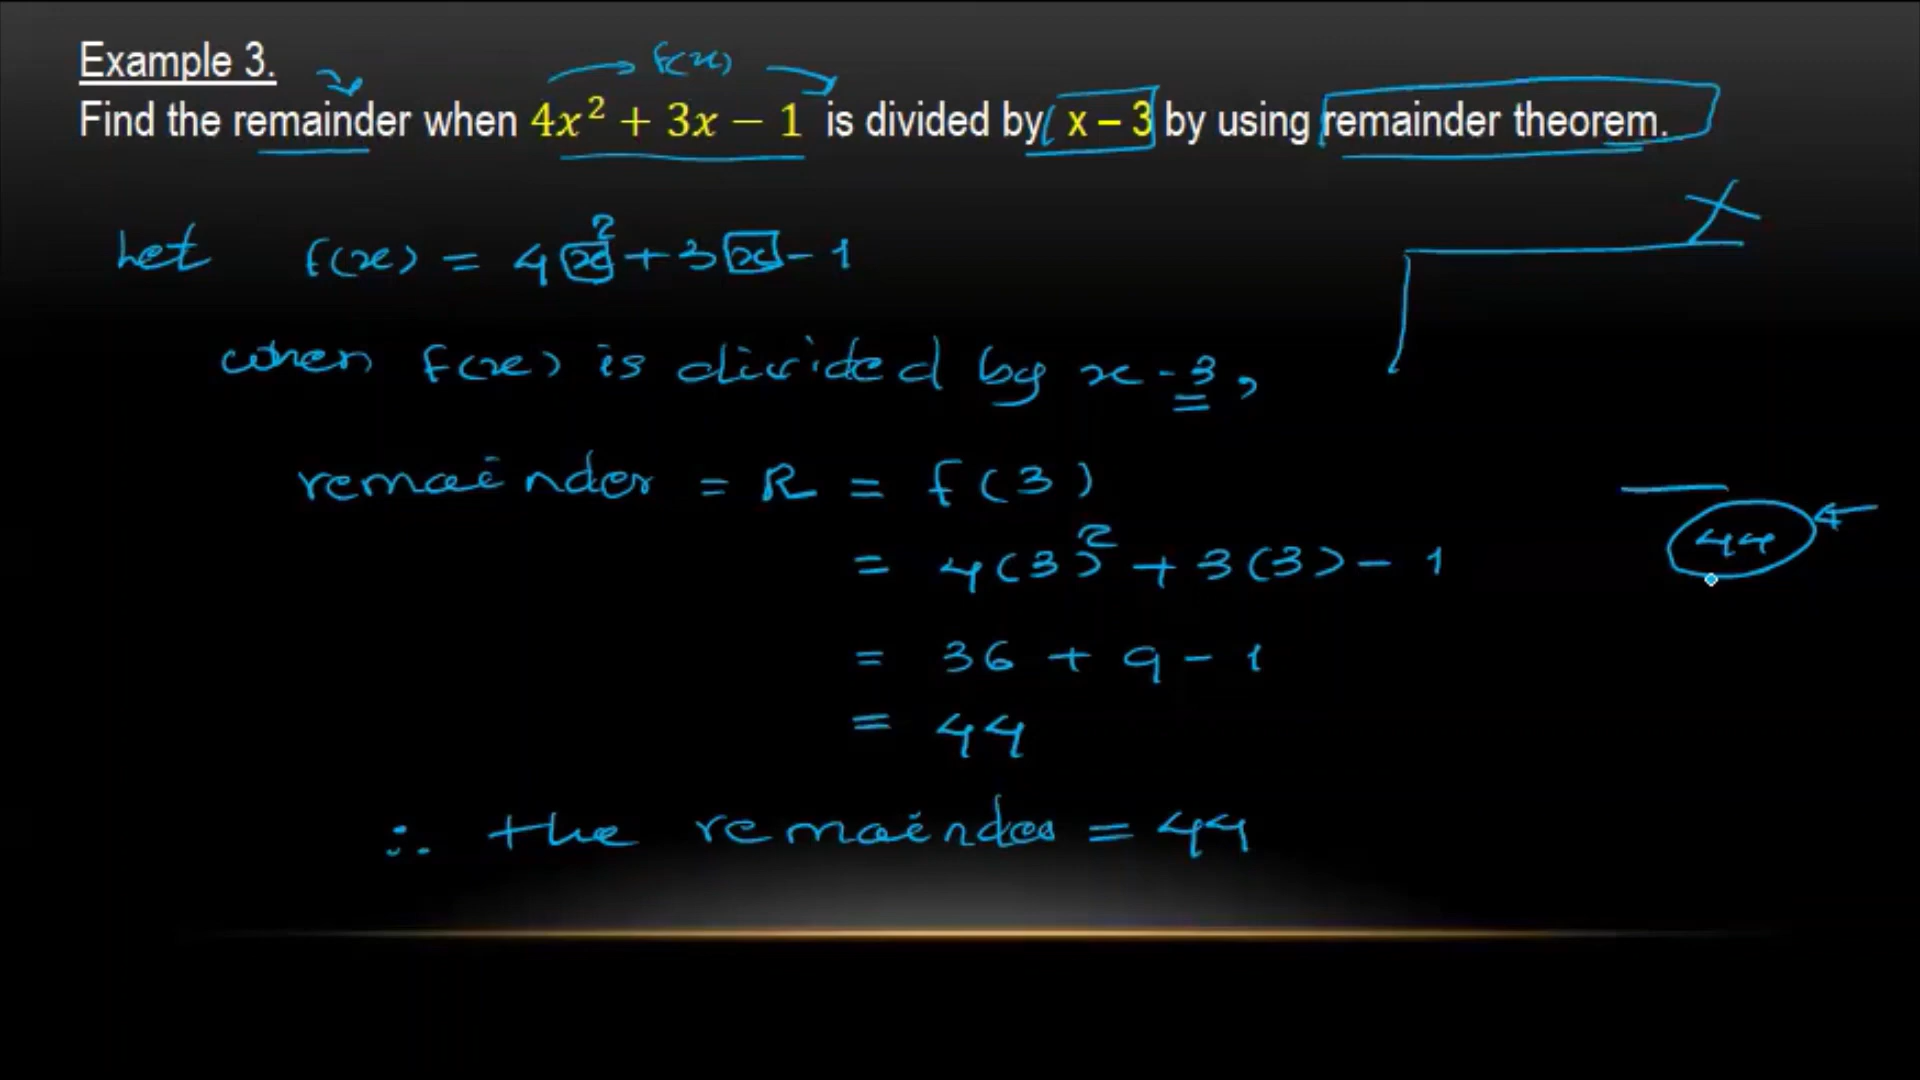 Example 3.
f(x)
Find the remainder when 4x² + 3x − 1 is divided by x – 3 by using remainder theorem.
Let f(x) = 4x² + 3x - 1
when f(x) is divided by x - 3,
remainder = R = f(3)
= 4(3)² + 3(3) - 1
44
= 36 + 9 - 1
= 44
∴ the remainder = 44